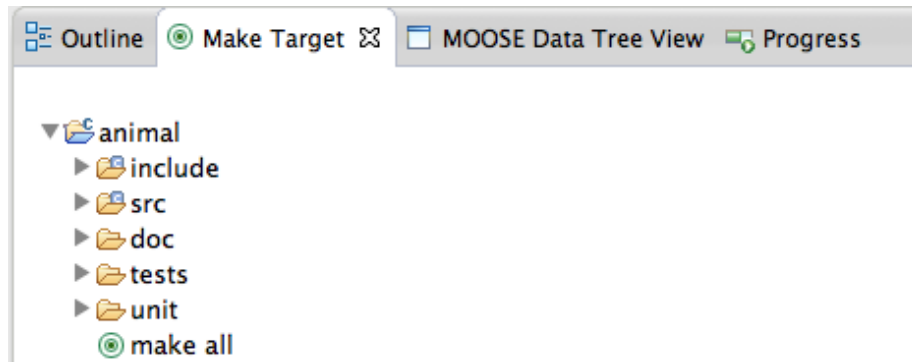 Outline Make Target MOOSE Data Tree View Progress
animal
include
src
doc
tests
unit
make all